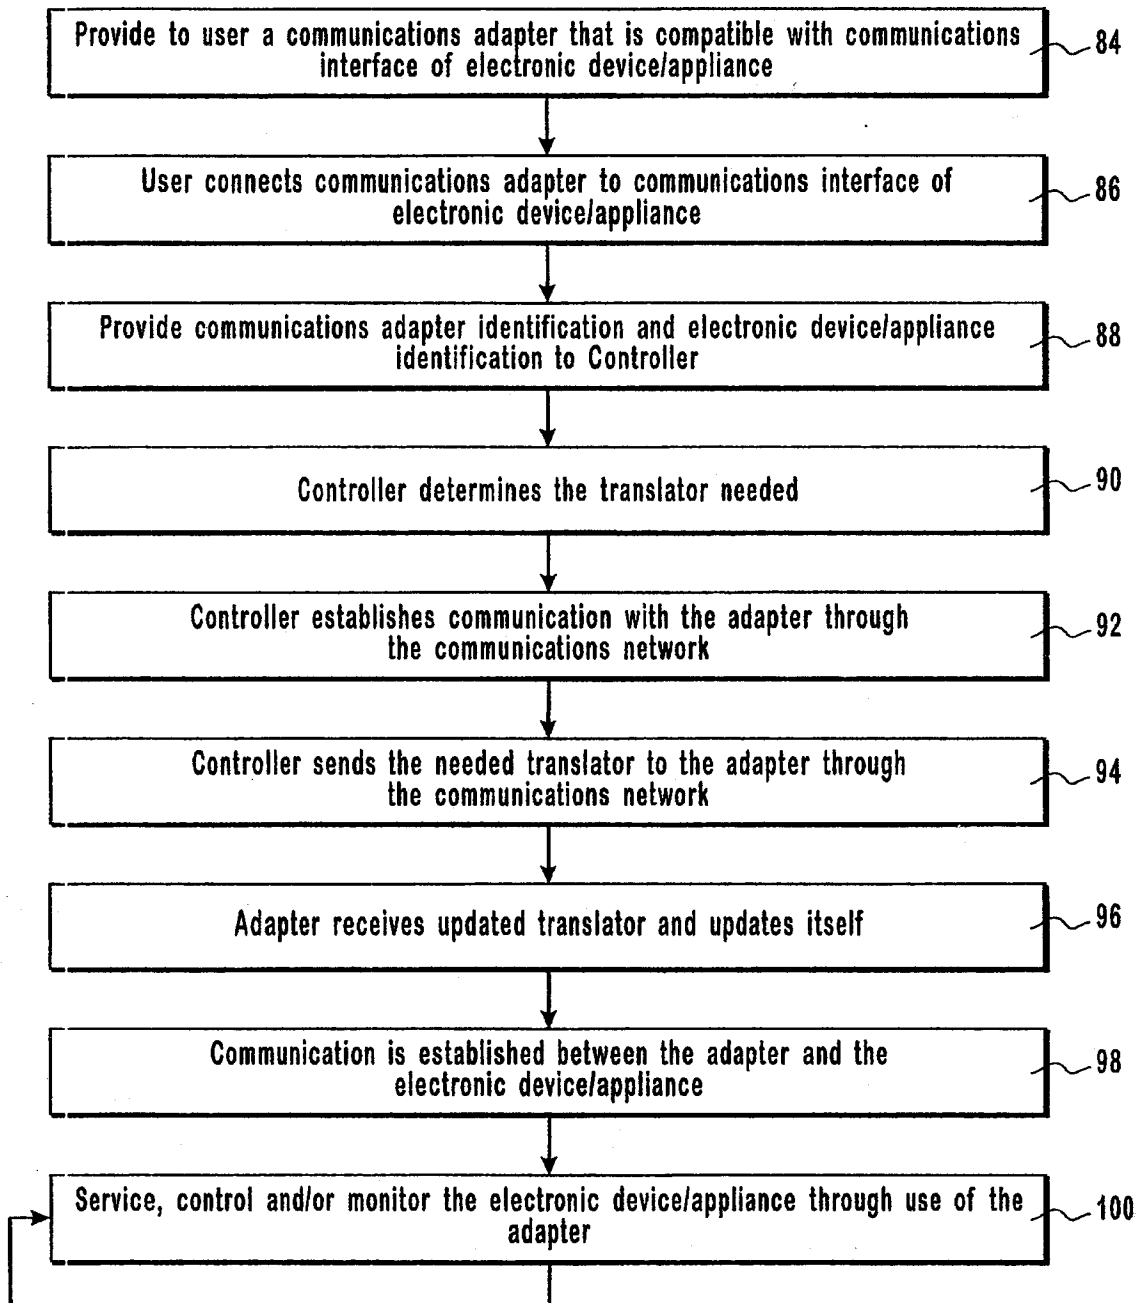 Provide to user a communications adapter that is compatible with communications
interface of electronic device/appliance
84
User connects communications adapter to communications interface of
electronic device/appliance
86
Provide communications adapter identification and electronic device/appliance
identification to Controller
88
Controller determines the translator needed
90
Controller establishes communication with the adapter through
the communications network
92
Controller sends the needed translator to the adapter through
the communications network
94
Adapter receives updated translator and updates itself
96
Communication is established between the adapter and the
electronic device/appliance
98
Service, control and/or monitor the electronic device/appliance through use of the
adapter
100